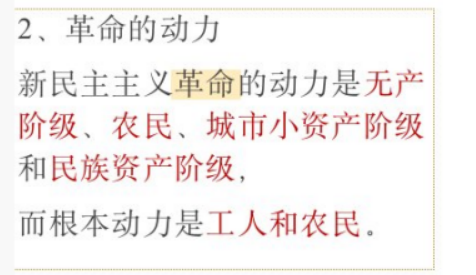 2、革命的动力
新民主主义革命的动力是无产
阶级、农民、城市小资产阶级
和民族资产阶级,
而根本动力是工人和农民。